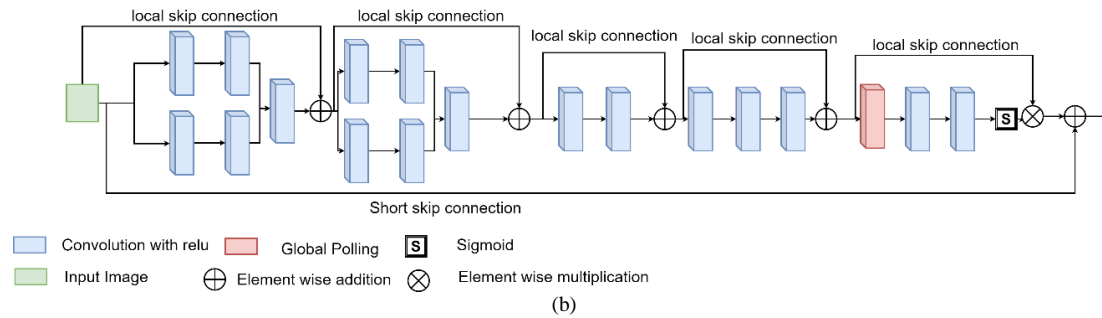 local skip connection
local skip connection
local skip connection
local skip connection
local skip connection
S
Short skip connection
Convolution with relu
Global Polling
S
Sigmoid
Input Image
Element wise addition
Element wise multiplication
(b)